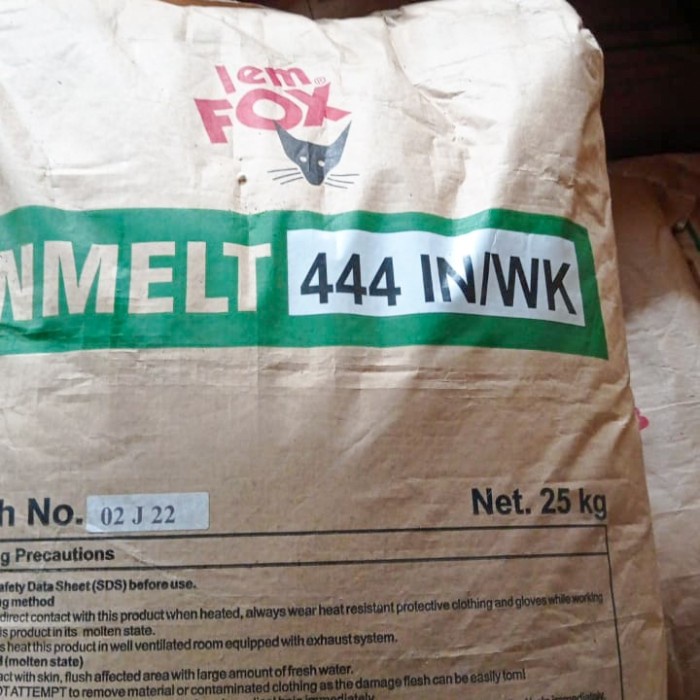 lem®
FOX
NMELT 444 IN/WK
h No. 02 J 22
Net. 25 kg
g Precautions
afety Data Sheet (SDS) before use.
g method
direct contact with this product when heated, always wear heat resistant protective clothing and gloves while working
is product in its molten state.
s heat this product in well ventilated room equipped with exhaust system.
(molten state)
act with skin, flush affected area with large amount of fresh water.
OT ATTEMPT to remove material or contaminated clothing as the damage flesh can be easily torn!
immediately